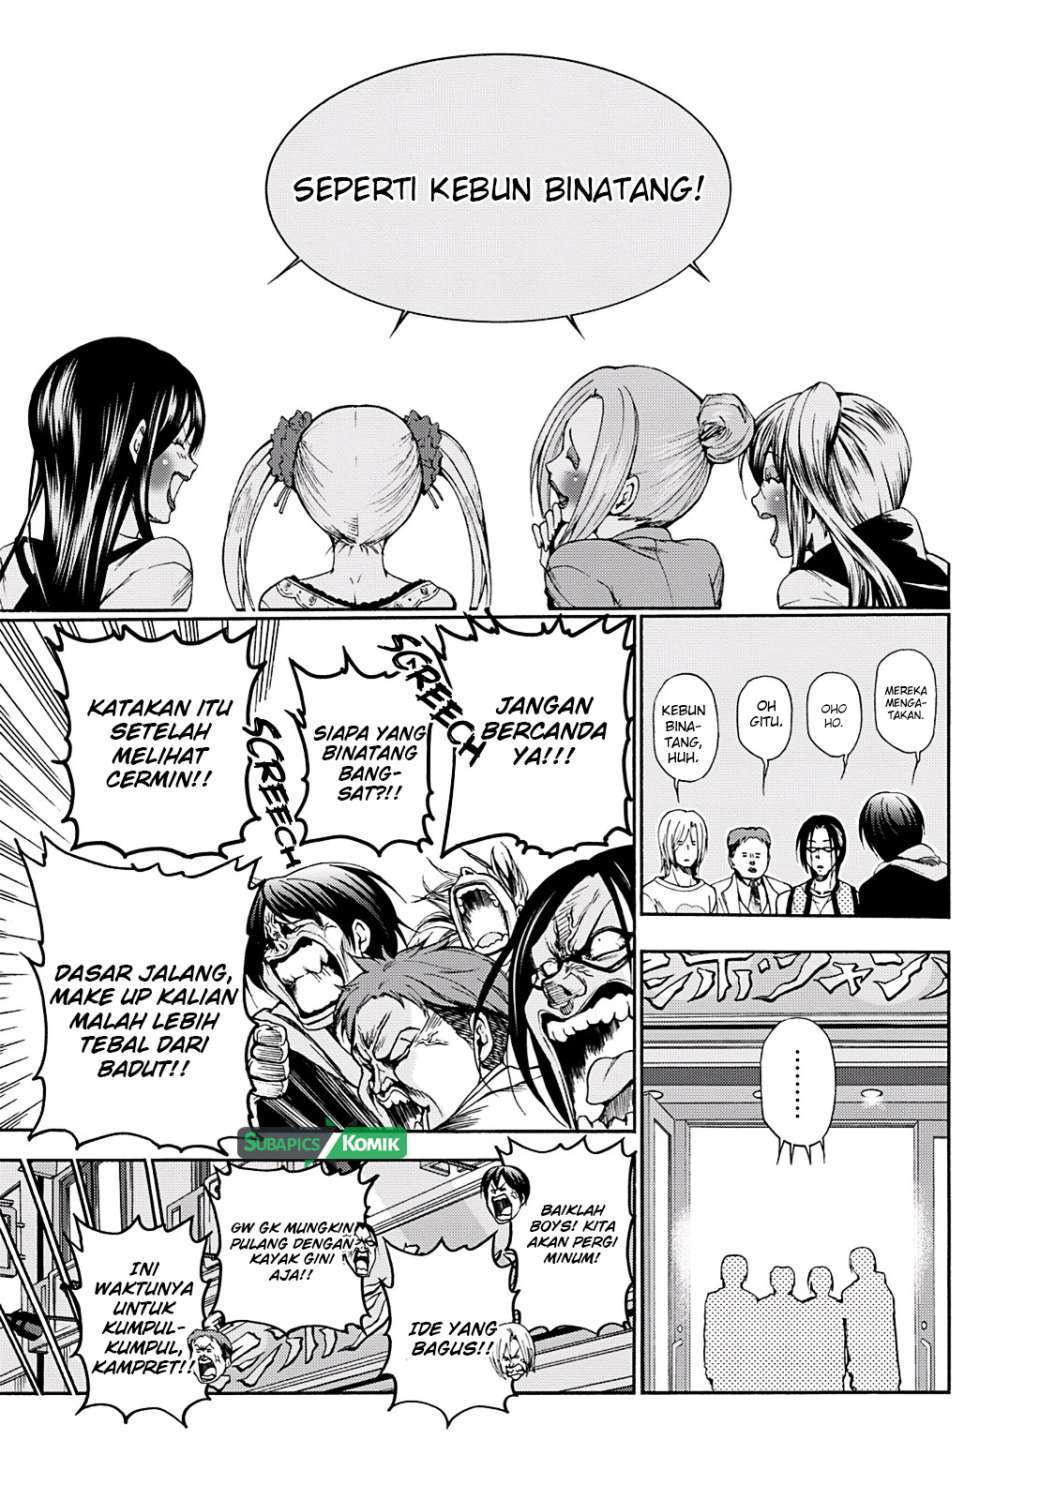 SEPERTI KEBUN BINATANG!
MEREKA
MENGA-
TAKAN.
OHO
HO.
OH
GITU.
KEBUN
BINA-
TANG,
HUH.
JANGAN
BERCANDA
YA!!!
SCREECH
SIAPA YANG
BINATANG
BANG-
SAT?!!
SCREECH
KATAKAN ITU
SETELAH
MELIHAT
CERMIN!!
DASAR JALANG,
MAKE UP KALIAN
MALAH LEBIH
TEBAL DARI
BADUT!!
SUBAPICS KOMIK
........
BAIKLAH
BOYS! KITA
AKAN PERGI
MINUM!
IDE YANG
BAGUS!!
GW GK MUNGKIN
PULANG DENGAN
KAYAK GINI
AJA!!
INI
WAKTUNYA
UNTUK
KUMPUL-
KUMPUL,
KAMPRET!!